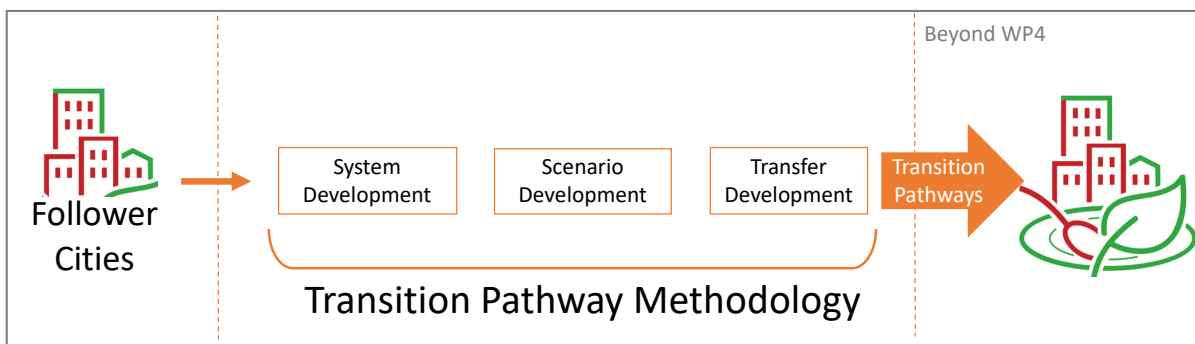 Beyond WP4
Follower
Cities
System
Development
Scenario
Development
Transfer
Development
Transition
Pathways
Transition Pathway Methodology